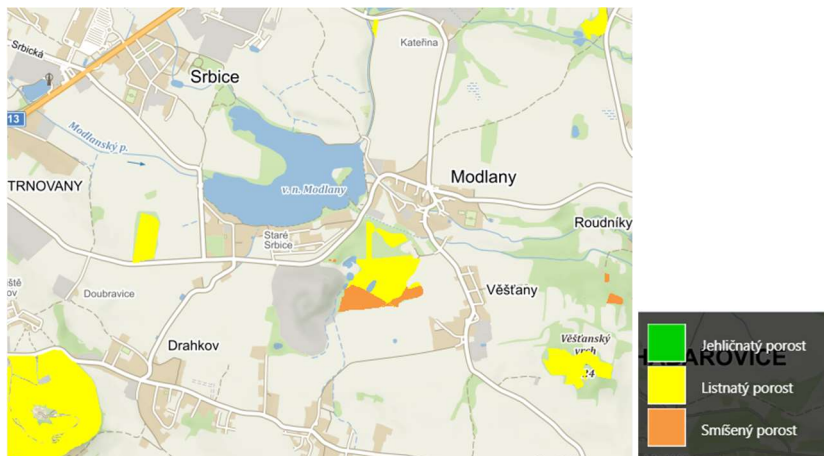 Kateřina
Srbická
Srbice
13
Modlanský p.
v. n. Modlany
Modlany
TRNOVANY
Roudníky
Staré
Srbice
Doubravice
Věšťany
Drahkov
Věšťanský
vrch
Jehličnatý porost
Listnatý porost
Smíšený porost